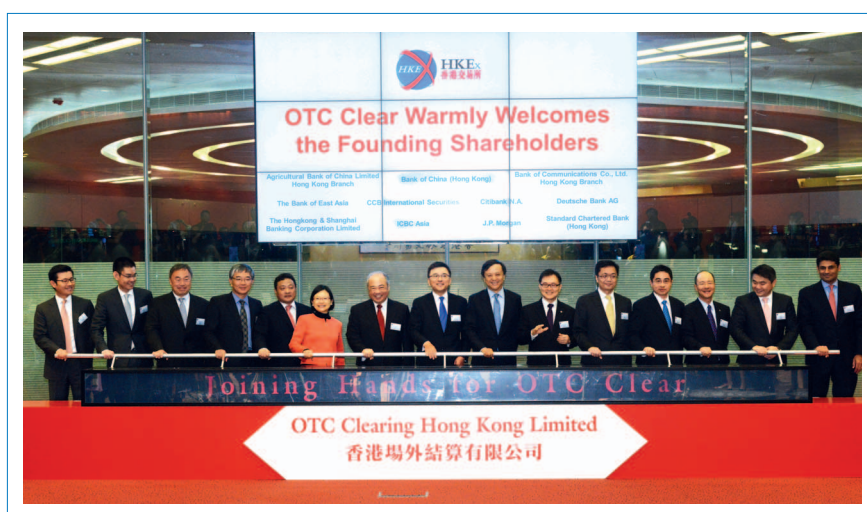 HKEx
HKEx
香港交易所
OTC Clear Warmly Welcomes
the Founding Shareholders
Agricultural Bank of China Limited
Hong Kong Branch
Bank of China (Hong Kong)
Bank of Communications Co., Ltd.
Hong Kong Branch
The Bank of East Asia
CCB International Securities
Citibank N.A.
Deutsche Bank AG
The Hongkong & Shanghai
Banking Corporation Limited
ICBC Asia
J.P. Morgan
Standard Chartered Bank
(Hong Kong)
Joining Hands for OTC Clear
OTC Clearing Hong Kong Limited
香港場外結算有限公司